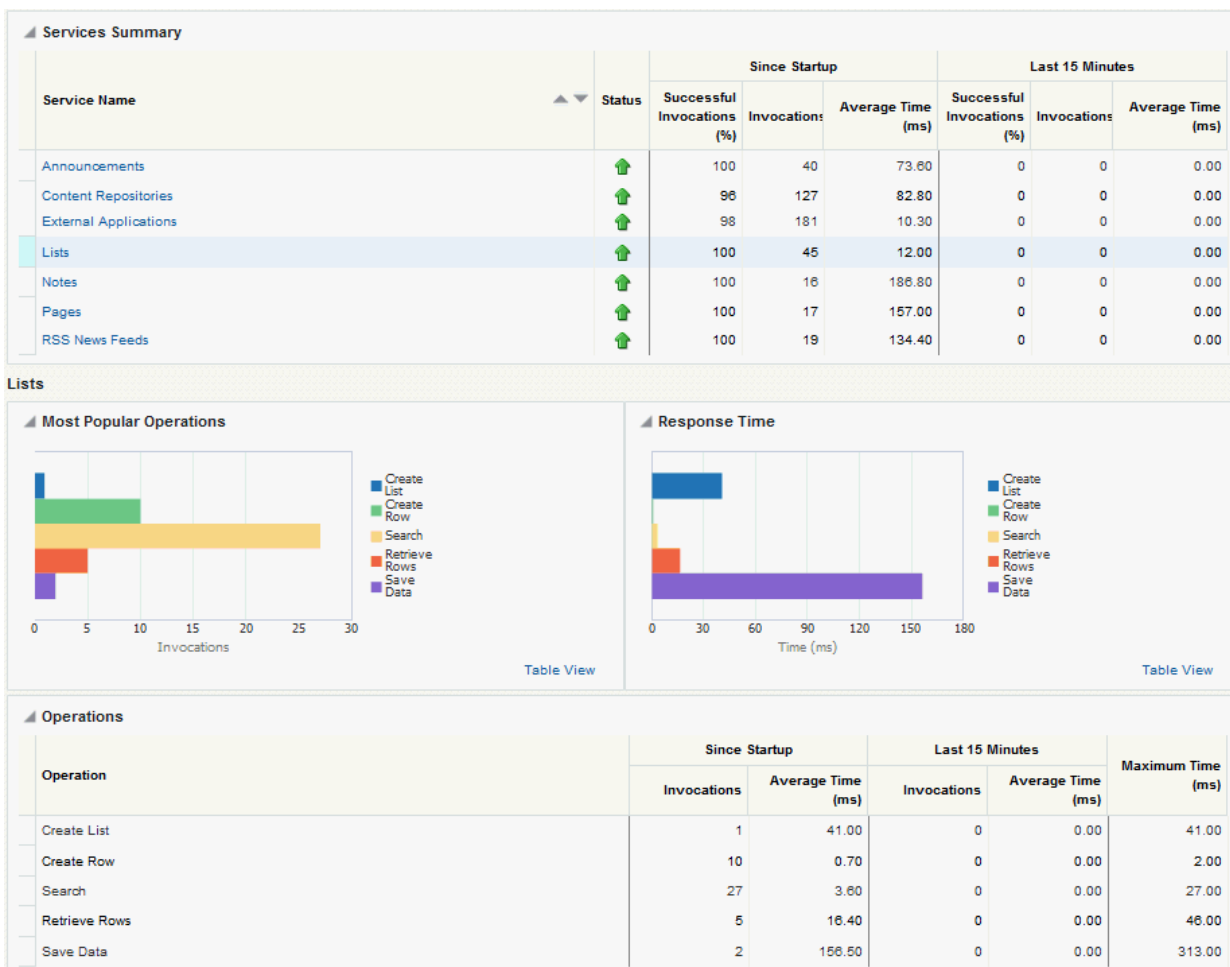 Services Summary
Since Startup
Last 15 Minutes
Service Name
Status
Successful Invocations (%)
Invocations
Average Time (ms)
Successful Invocations (%)
Invocations
Average Time (ms)
Announcements 100 40 73.60 0 0 0.00
Content Repositories 96 127 82.80 0 0 0.00
External Applications 98 181 10.30 0 0 0.00
Lists 100 45 12.00 0 0 0.00
Notes 100 16 186.80 0 0 0.00
Pages 100 17 157.00 0 0 0.00
RSS News Feeds 100 19 134.40 0 0 0.00
Lists
Most Popular Operations
Create
List
Create
Row
Search
Retrieve
Rows
Save
Data
0 5 10 15 20 25 30
Invocations
Table View
Response Time
Create
List
Create
Row
Search
Retrieve
Rows
Save
Data
0 30 60 90 120 150 180
Time (ms)
Table View
Operations
Since Startup
Last 15 Minutes
Operation
Invocations
Average Time (ms)
Invocations
Average Time (ms)
Maximum Time (ms)
Create List 1 41.00 0 0.00 41.00
Create Row 10 0.70 0 0.00 2.00
Search 27 3.60 0 0.00 27.00
Retrieve Rows 5 16.40 0 0.00 46.00
Save Data 2 156.50 0 0.00 313.00